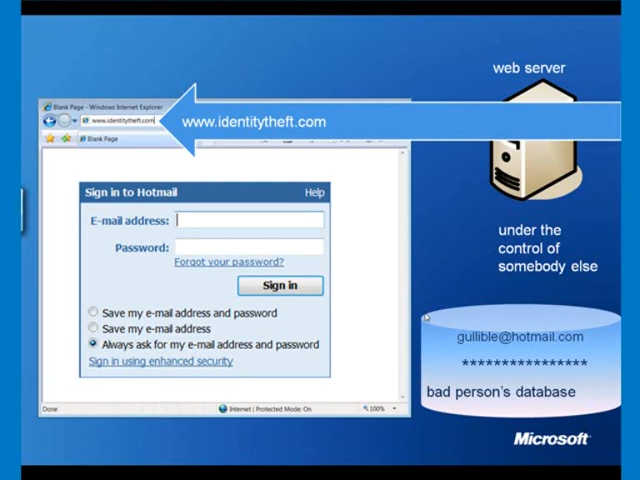 web server
Blank Page - Windows Internet Explorer
www.identitytheft.com
www.identitytheft.com
Blank Page
Sign in to Hotmail
Help
E-mail address:
Password:
Forgot your password?
Sign in
Save my e-mail address and password
Save my e-mail address
Always ask for my e-mail address and password
Sign in using enhanced security
Done
Internet | Protected Mode: On
100%
under the
control of
somebody else
gullible@hotmail.com
****************
bad person's database
Microsoft